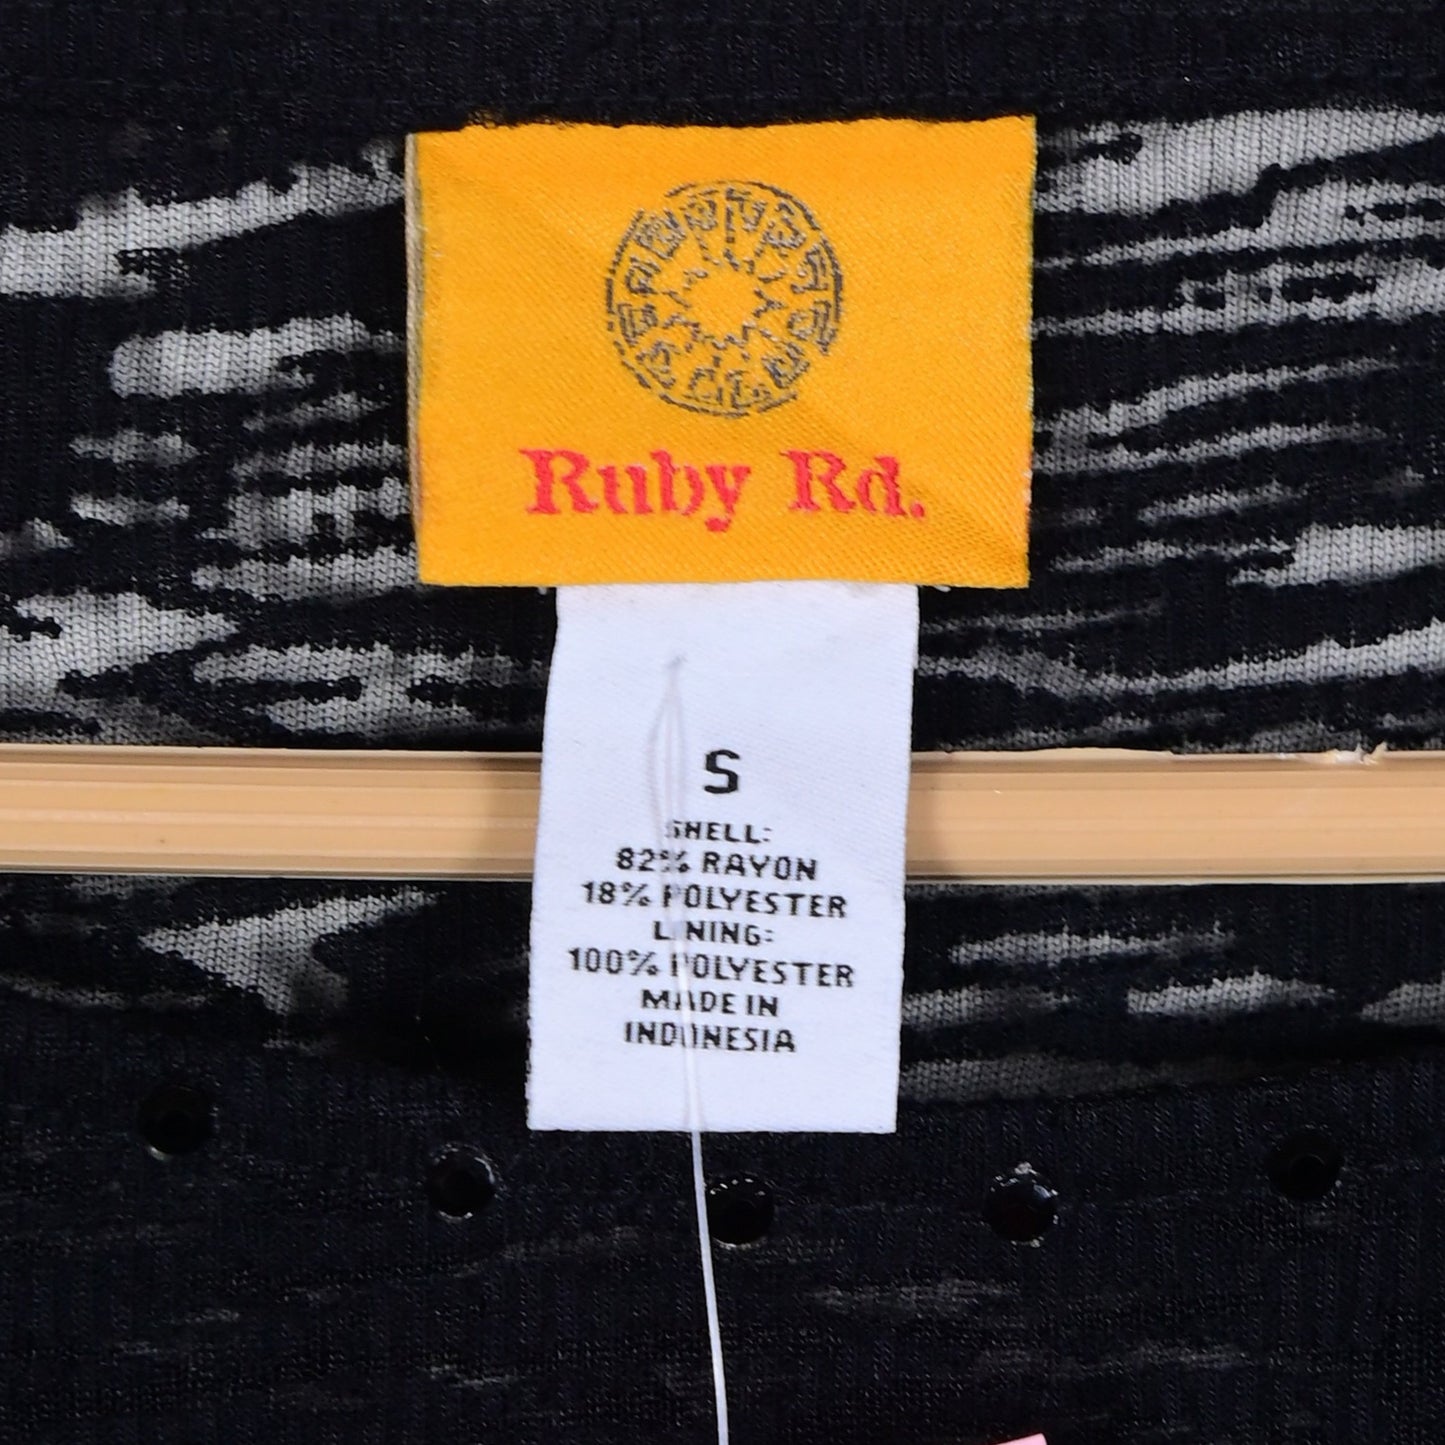 Ruby Rd.
S
SHELL:
82% RAYON
18% POLYESTER
LINING:
100% POLYESTER
MADE IN
INDONESIA